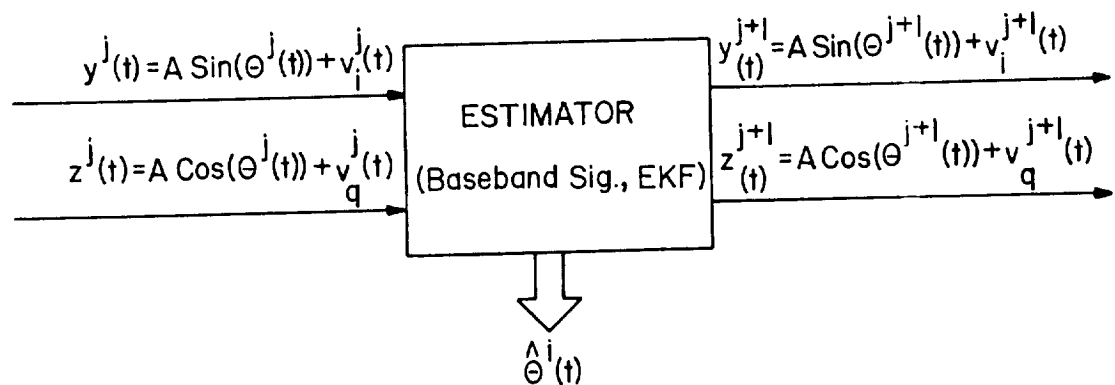 y^j(t) = A Sin(Θ^j(t)) + v_i^j(t)
z^j(t) = A Cos(Θ^j(t)) + v_q^j(t)
ESTIMATOR
(Baseband Sig., EKF)
y^{j+1}(t) = A Sin(Θ^{j+1}(t)) + v_i^{j+1}(t)
z^{j+1}(t) = A Cos(Θ^{j+1}(t)) + v_q^{j+1}(t)
Θ̂^i(t)